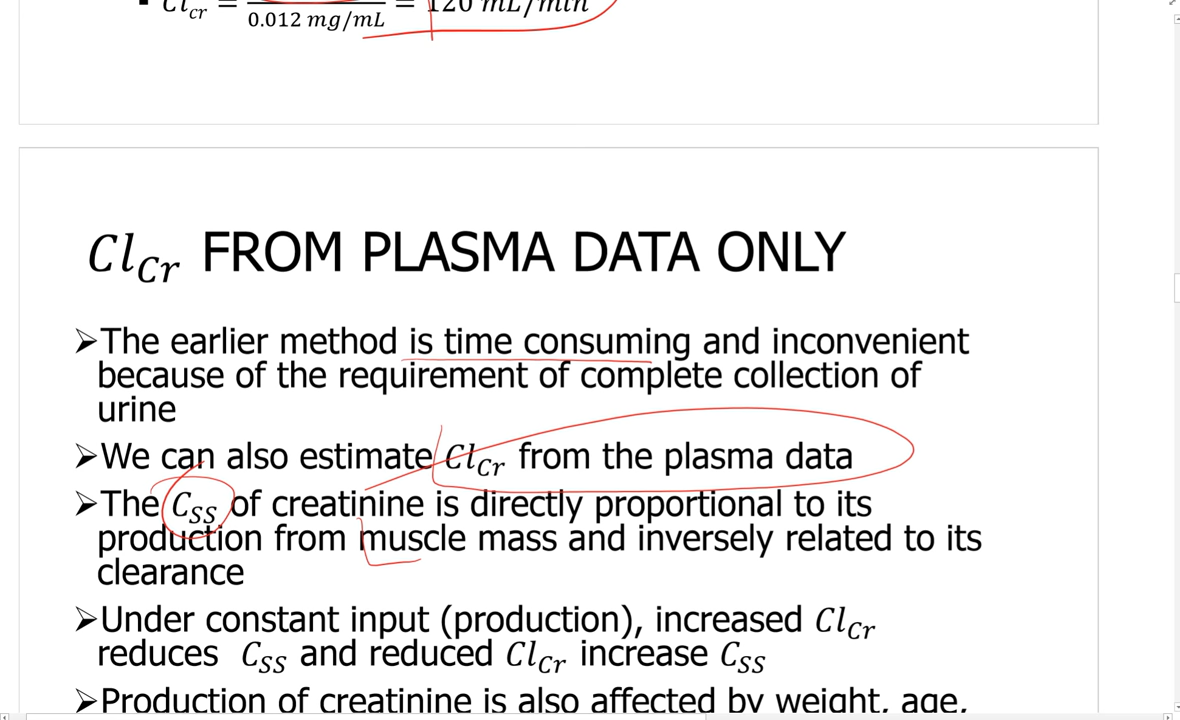 ▪ Cl_cr = ――― = 120 mL/min
0.012 mg/mL
Cl_Cr FROM PLASMA DATA ONLY
➤The earlier method is time consuming and inconvenient
because of the requirement of complete collection of
urine
➤We can also estimate Cl_Cr from the plasma data
➤The C_SS of creatinine is directly proportional to its
production from muscle mass and inversely related to its
clearance
➤Under constant input (production), increased Cl_Cr
reduces C_SS and reduced Cl_Cr increase C_SS
➤Production of creatinine is also affected by weight, age,